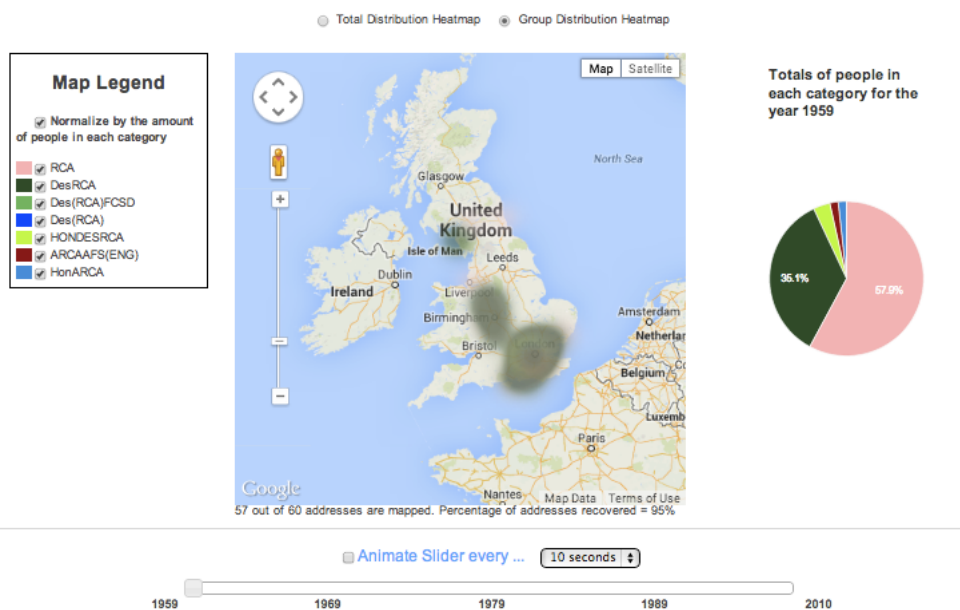 Total Distribution Heatmap
Group Distribution Heatmap
Map Legend
Normalize by the amount
of people in each category
RCA
DesRCA
Des(RCA)FCSD
Des(RCA)
HONDESRCA
ARCAAFS(ENG)
HonARCA
Map
Satellite
North Sea
Glasgow
United
Kingdom
Isle of Man
Leeds
Dublin
Ireland
Liverpool
Birmingham
Amsterdam
Netherlar
Bristol
London
Belgium
Co
Luxemb
Paris
Nantes
Google
Map Data
Terms of Use
57 out of 60 addresses are mapped. Percentage of addresses recovered = 95%
Totals of people in
each category for the
year 1959
35.1%
57.9%
Animate Slider every ...
10 seconds
1959
1969
1979
1989
2010